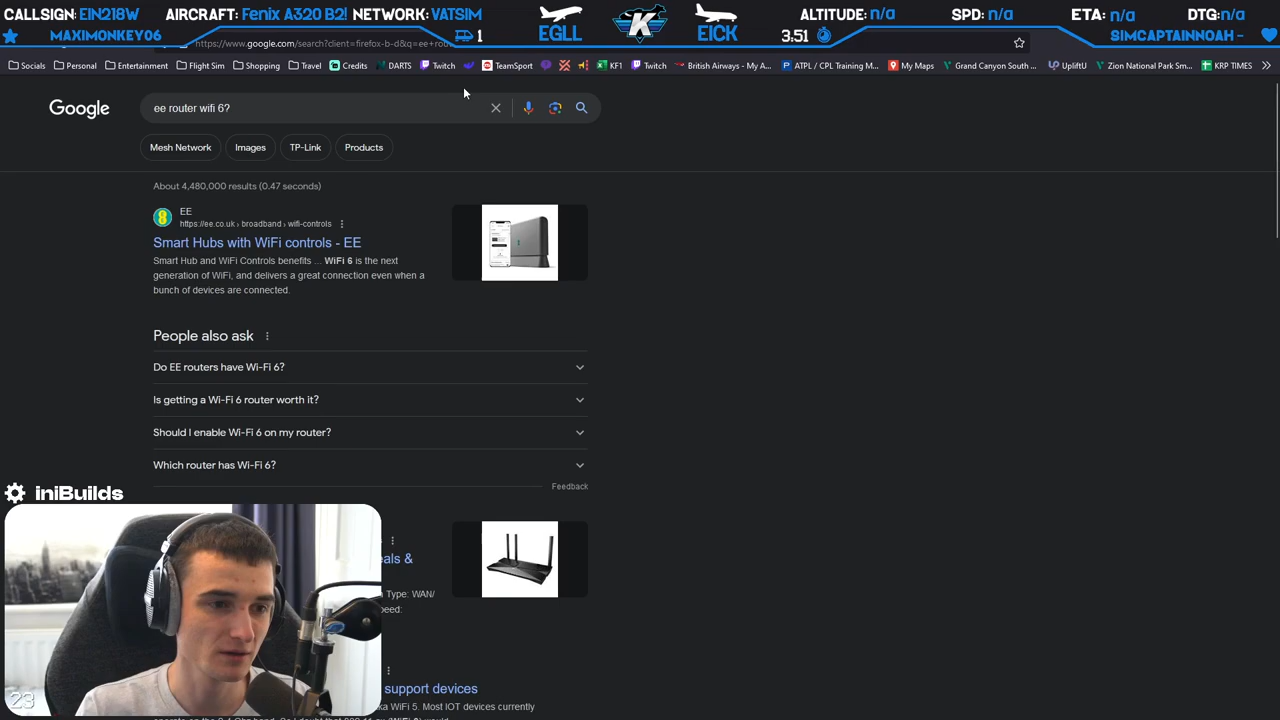 CALLSIGN: EIN218W AIRCRAFT: Fenix A320 B2! NETWORK: VATSIM
MAXIMONKEY06
1
EGLL
K
EICK
3:51
ALTITUDE: n/a SPD: n/a ETA: n/a DTG: n/a
SIMCAPTAINNOAH -
https://www.google.com/search?client=firefox-b-d&q=ee+rou
Socials Personal Entertainment Flight Sim Shopping Travel Credits DARTS Twitch TeamSport KF1 Twitch British Airways - My A... ATPL / CPL Training M... My Maps Grand Canyon South ... UpliftU Zion National Park Sm... KRP TIMES
Google
ee router wifi 6?
Mesh Network Images TP-Link Products
About 4,480,000 results (0.47 seconds)
EE
https://ee.co.uk › broadband › wifi-controls
Smart Hubs with WiFi controls - EE
Smart Hub and WiFi Controls benefits ... WiFi 6 is the next
generation of WiFi, and delivers a great connection even when a
bunch of devices are connected.
People also ask
Do EE routers have Wi-Fi 6?
Is getting a Wi-Fi 6 router worth it?
Should I enable Wi-Fi 6 on my router?
Which router has Wi-Fi 6?
Feedback
iniBuilds
eals &
n Type: WAN/
peed:
support devices
ka WiFi 5. Most IOT devices currently
23